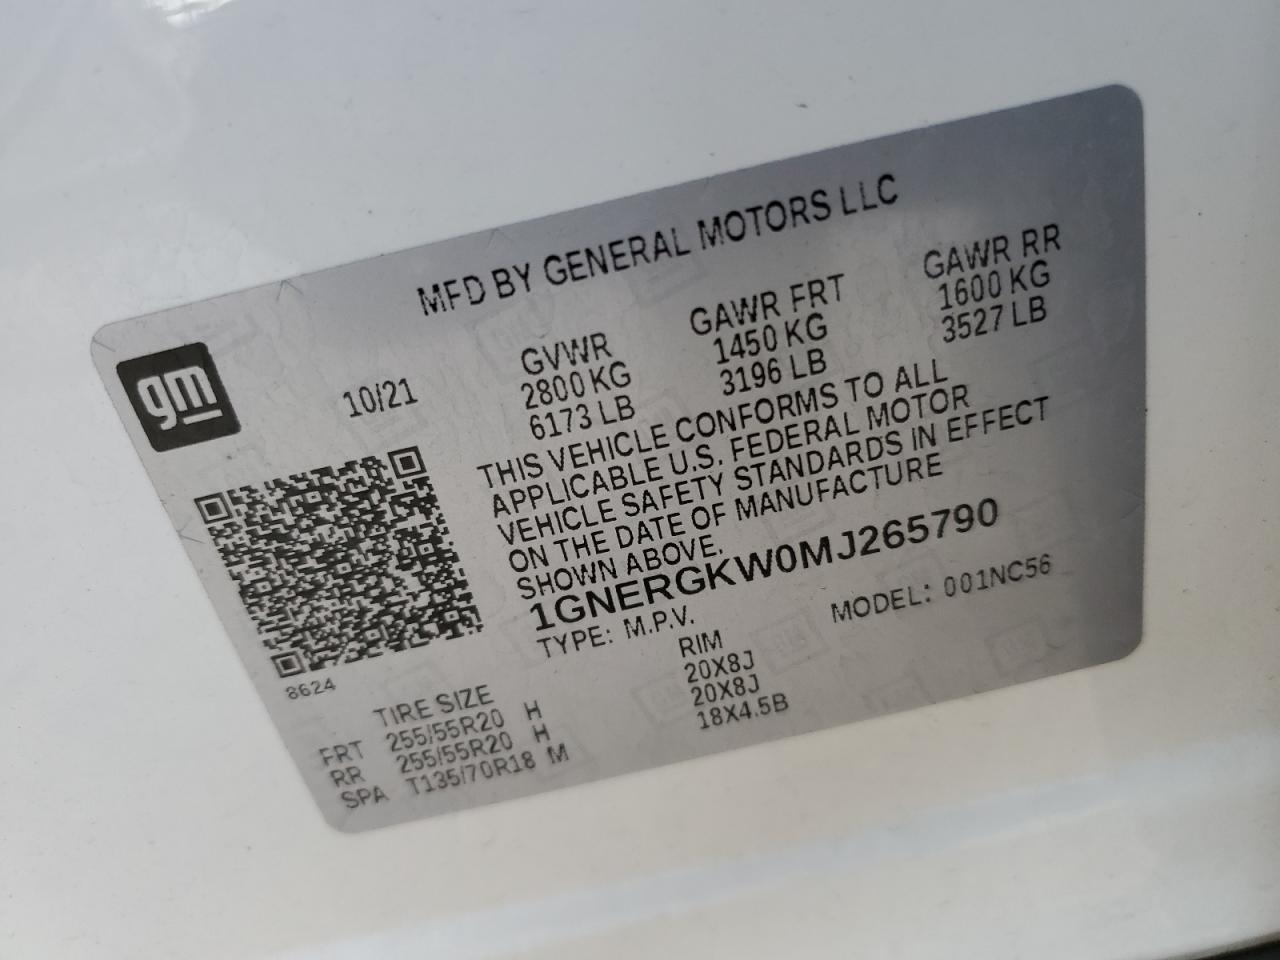 MFD BY GENERAL MOTORS LLC
gm
10/21
GVWR GAWR FRT GAWR RR
2800 KG 1450 KG 1600 KG
6173 LB 3196 LB 3527 LB
THIS VEHICLE CONFORMS TO ALL
APPLICABLE U.S. FEDERAL MOTOR
VEHICLE SAFETY STANDARDS IN EFFECT
ON THE DATE OF MANUFACTURE
SHOWN ABOVE.
1GNERGKW0MJ265790
TYPE: M.P.V. MODEL: 001NC56
8624
TIRE SIZE RIM
FRT 255/55R20 H 20X8J
RR 255/55R20 H 20X8J
SPA T135/70R18 M 18X4.5B